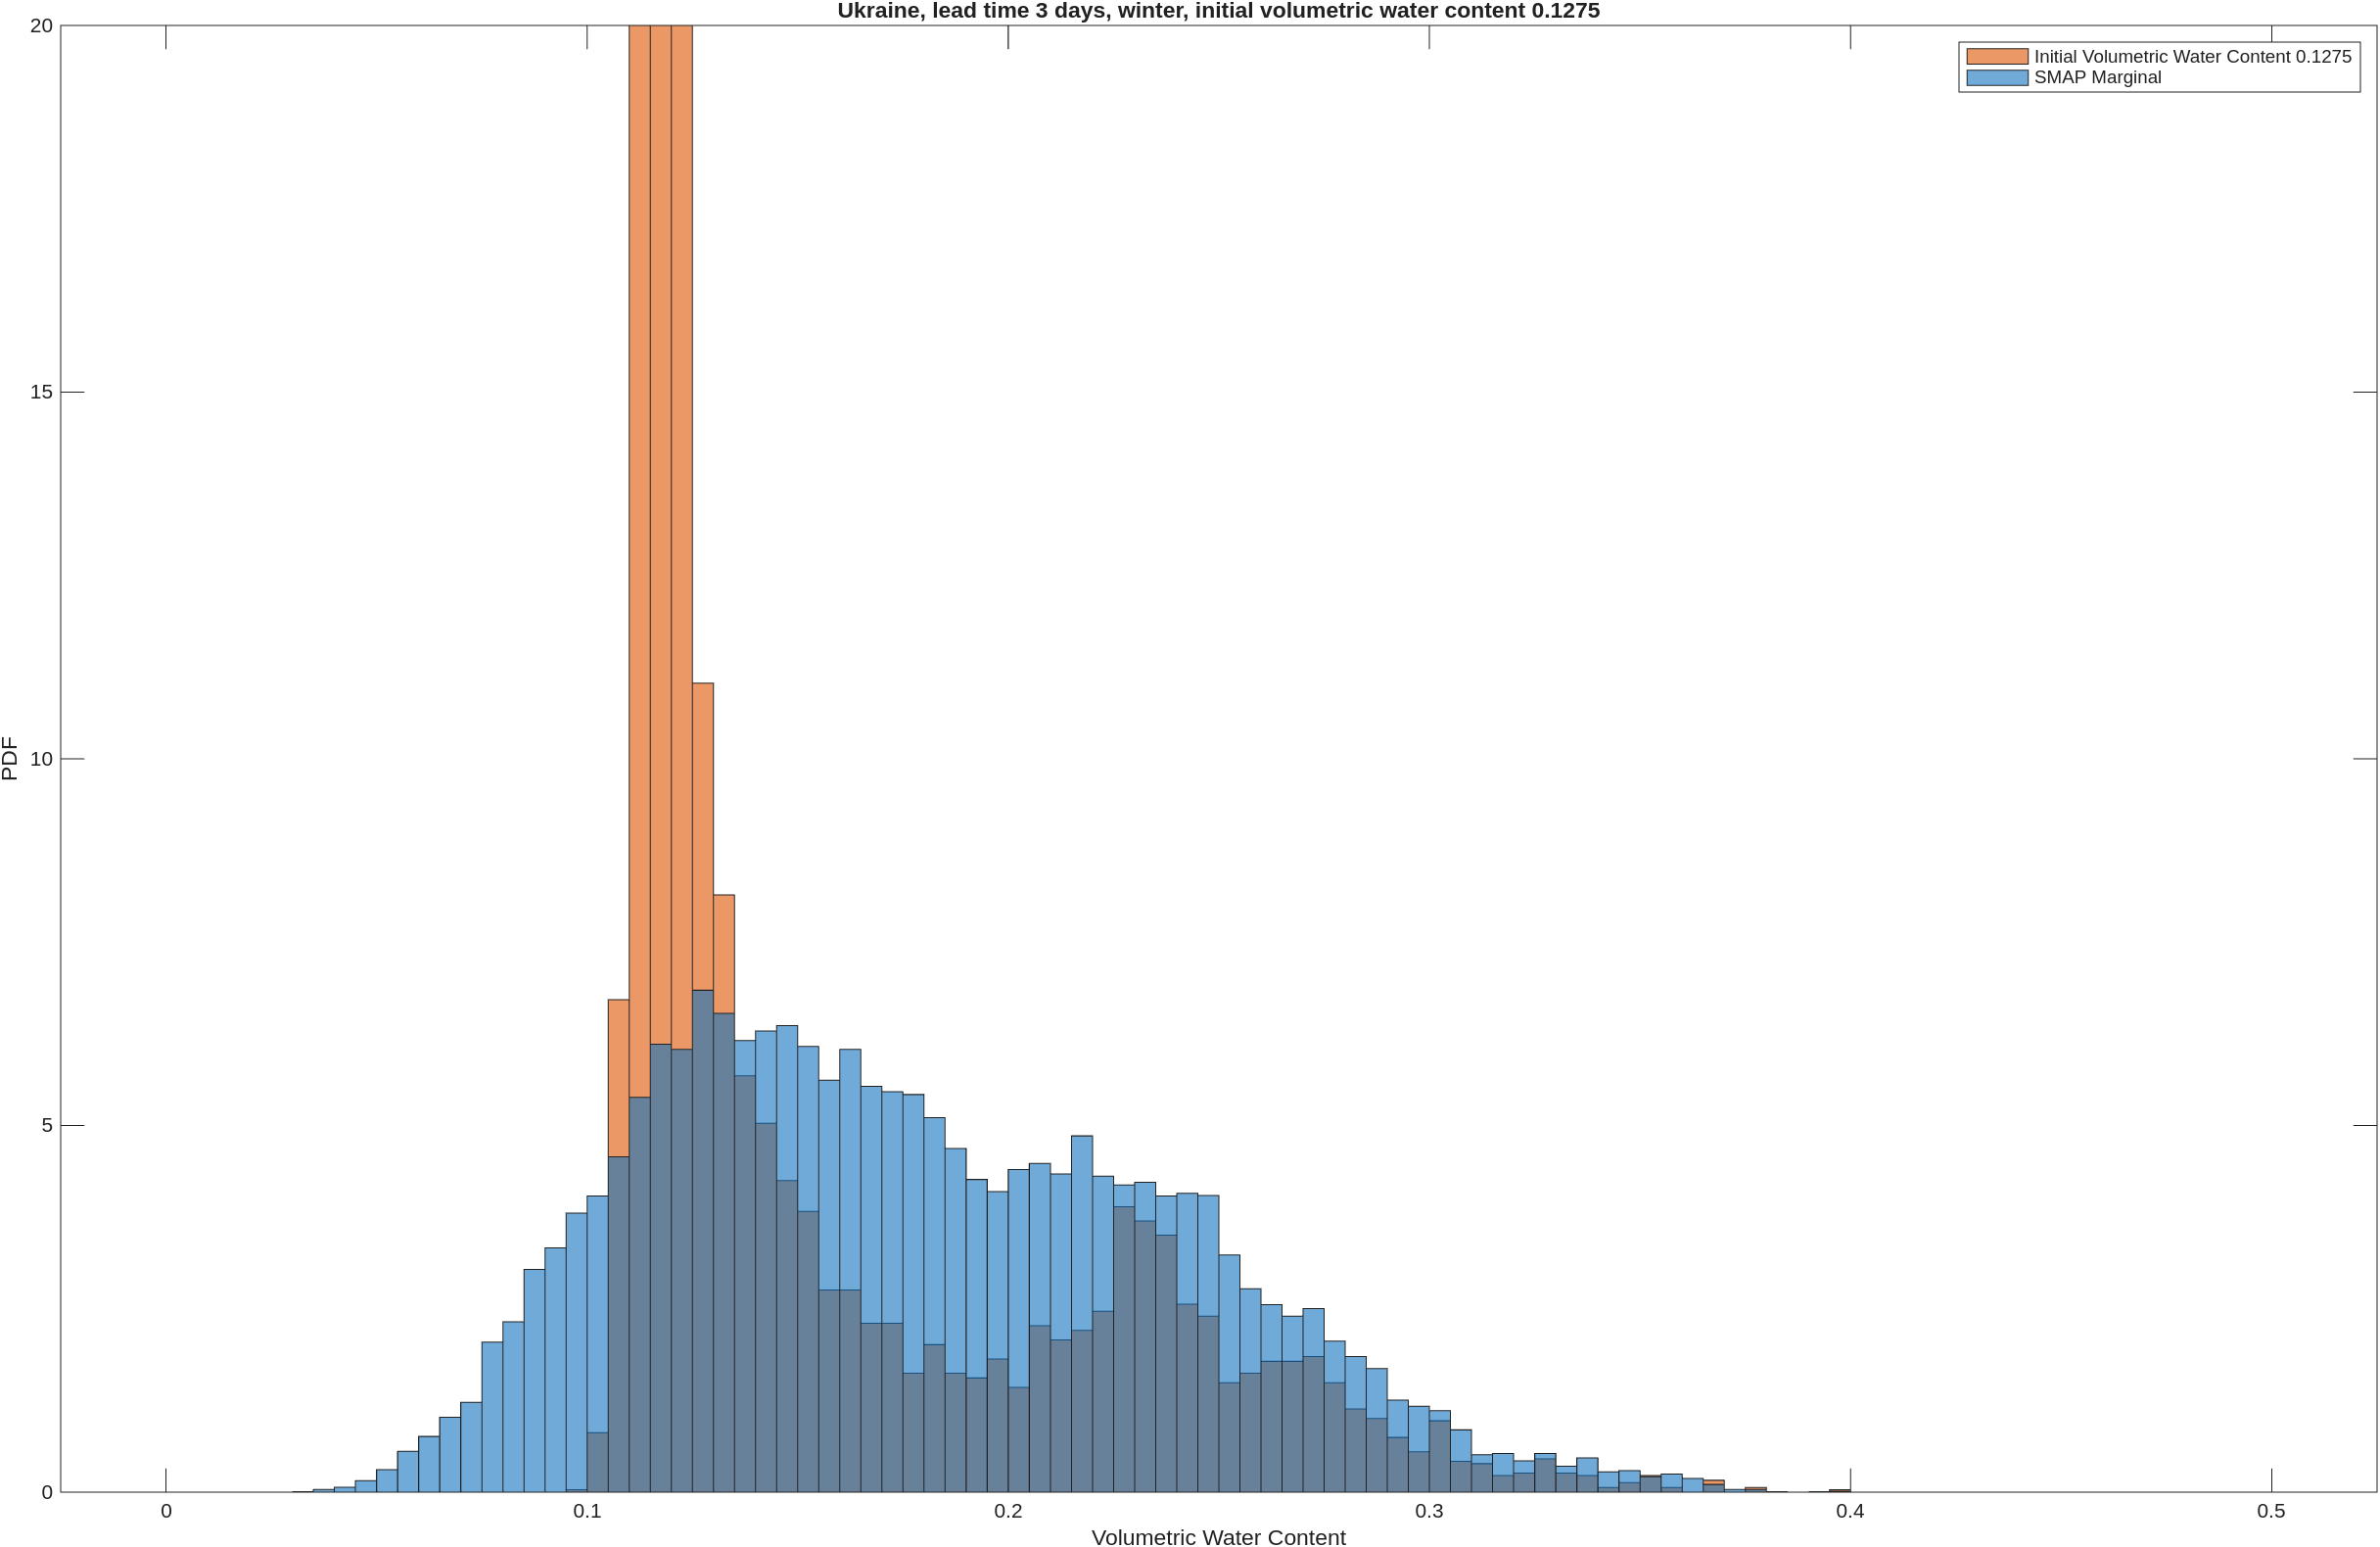 Ukraine, lead time 3 days, winter, initial volumetric water content 0.1275
Initial Volumetric Water Content 0.1275
SMAP Marginal
PDF
20
15
10
5
0
0 0.1 0.2 0.3 0.4 0.5
Volumetric Water Content